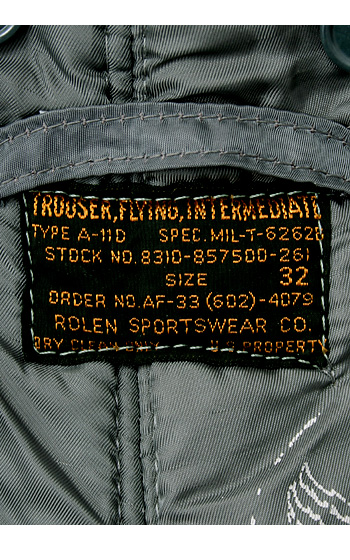 TROUSER, FLYING, INTERMEDIATE
TYPE A-11D SPEC. MIL-T-6262D
STOCK NO. 8310-857500-261
SIZE 32
ORDER NO. AF-33 (602)-4079
ROLEN SPORTSWEAR CO.
DRY CLEAN ONLY U.S. PROPERTY